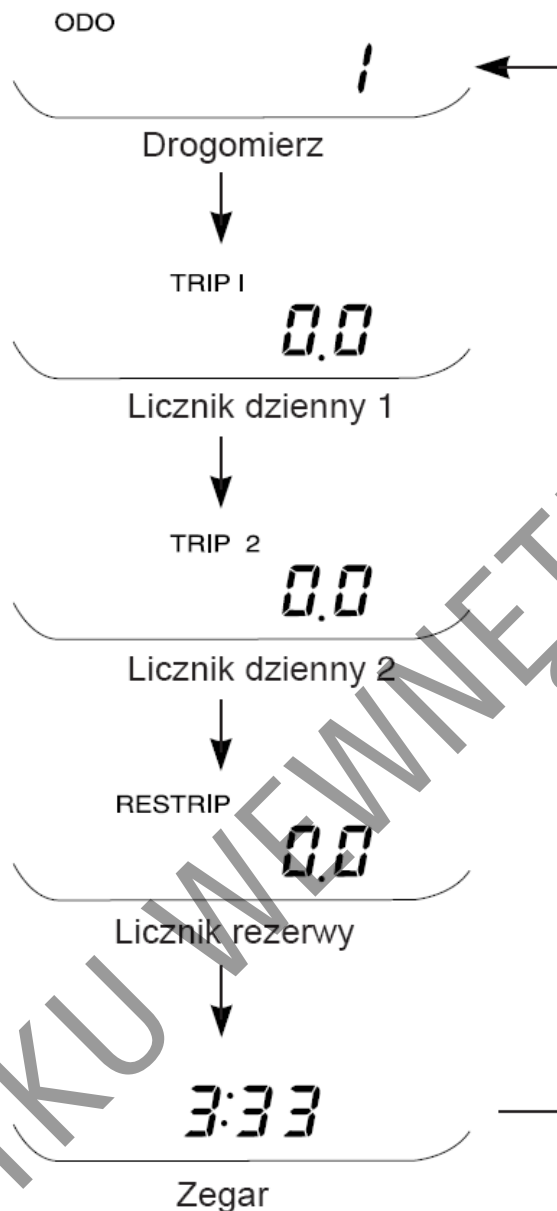 ODO
1
Drogomierz
TRIP 1
0.0
Licznik dzienny 1
TRIP 2
0.0
Licznik dzienny 2
RESTRIP
0.0
Licznik rezerwy
3:33
Zegar